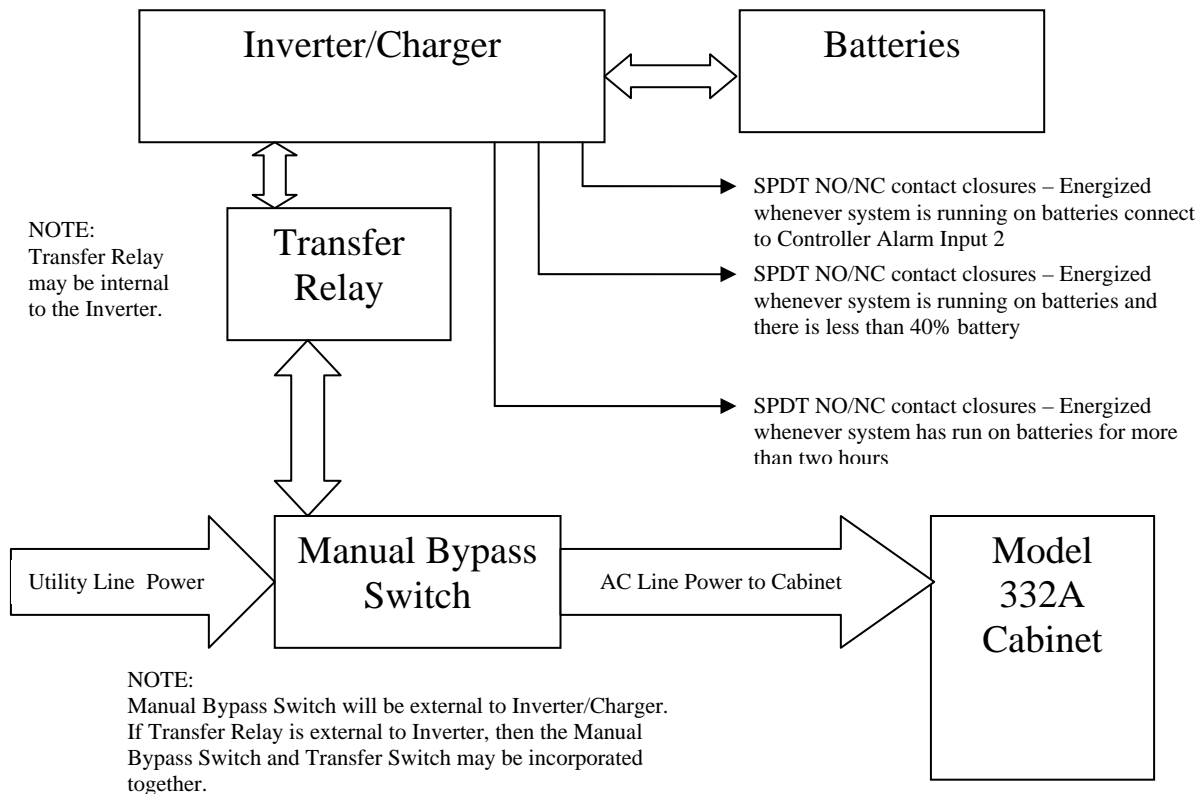 Inverter/Charger
Batteries
SPDT NO/NC contact closures – Energized
whenever system is running on batteries connect
to Controller Alarm Input 2
NOTE:
Transfer Relay
may be internal
to the Inverter.
Transfer
Relay
SPDT NO/NC contact closures – Energized
whenever system is running on batteries and
there is less than 40% battery
SPDT NO/NC contact closures – Energized
whenever system has run on batteries for more
than two hours
Utility Line Power
Manual Bypass
Switch
AC Line Power to Cabinet
Model
332A
Cabinet
NOTE:
Manual Bypass Switch will be external to Inverter/Charger.
If Transfer Relay is external to Inverter, then the Manual
Bypass Switch and Transfer Switch may be incorporated
together.